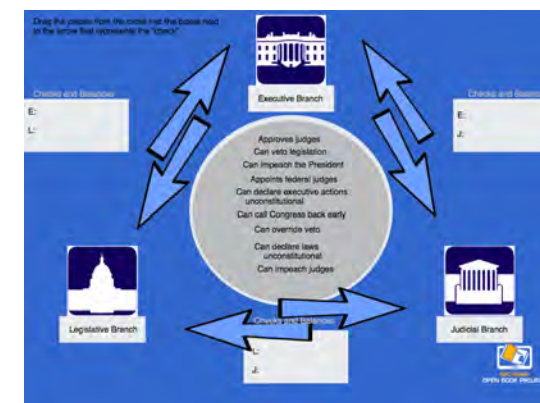 Drag the phrases from the circle into the boxes next
to the arrow that represents the "check"
Executive Branch
Checks and Balances
E:
L:
Checks and Balan
E:
J:
Approves judges
Can veto legislation
Can impeach the President
Appoints federal judges
Can declare executive actions
unconstitutional
Can call Congress back early
Can override veto
Can declare laws
unconstitutional
Can impeach judges
Legislative Branch
Judicial Branch
Checks and Balances
L:
J:
OPEN BOOK PROJE